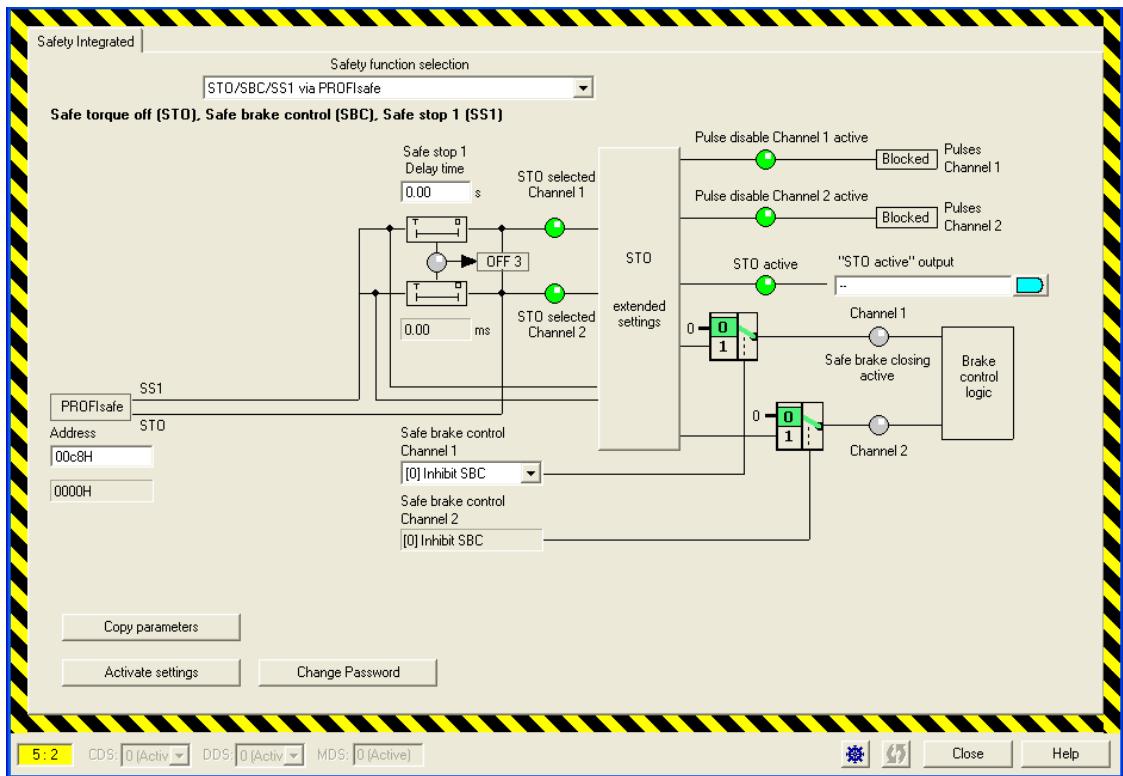 Safety Integrated
Safety function selection
STO/SBC/SS1 via PROFIsafe
Safe torque off (STO), Safe brake control (SBC), Safe stop 1 (SS1)
Safe stop 1
Delay time
0.00 s
STO selected
Channel 1
Pulse disable Channel 1 active
Blocked
Pulses
Channel 1
Pulse disable Channel 2 active
Blocked
Pulses
Channel 2
T 0
OFF 3
T 0
STO
extended
settings
STO active
"STO active" output
--
0.00 ms
STO selected
Channel 2
0
0
1
Channel 1
Safe brake closing
active
Brake
control
logic
0
0
1
Channel 2
PROFIsafe
SS1
STO
Address
00c8H
0000H
Safe brake control
Channel 1
[0] Inhibit SBC
Safe brake control
Channel 2
[0] Inhibit SBC
Copy parameters
Activate settings
Change Password
5 : 2
CDS: 0 (Activ
DDS: 0 (Activ
MDS: 0 (Active)
Close
Help